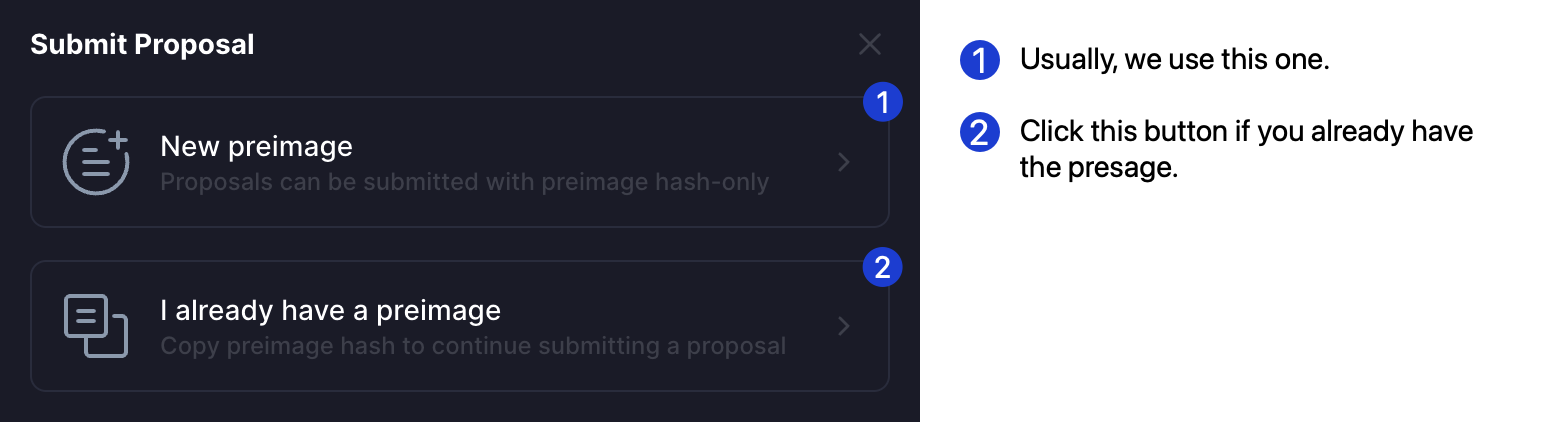 Submit Proposal
1
New preimage
Proposals can be submitted with preimage hash-only
2
I already have a preimage
Copy preimage hash to continue submitting a proposal
1 Usually, we use this one.
2 Click this button if you already have
the presage.